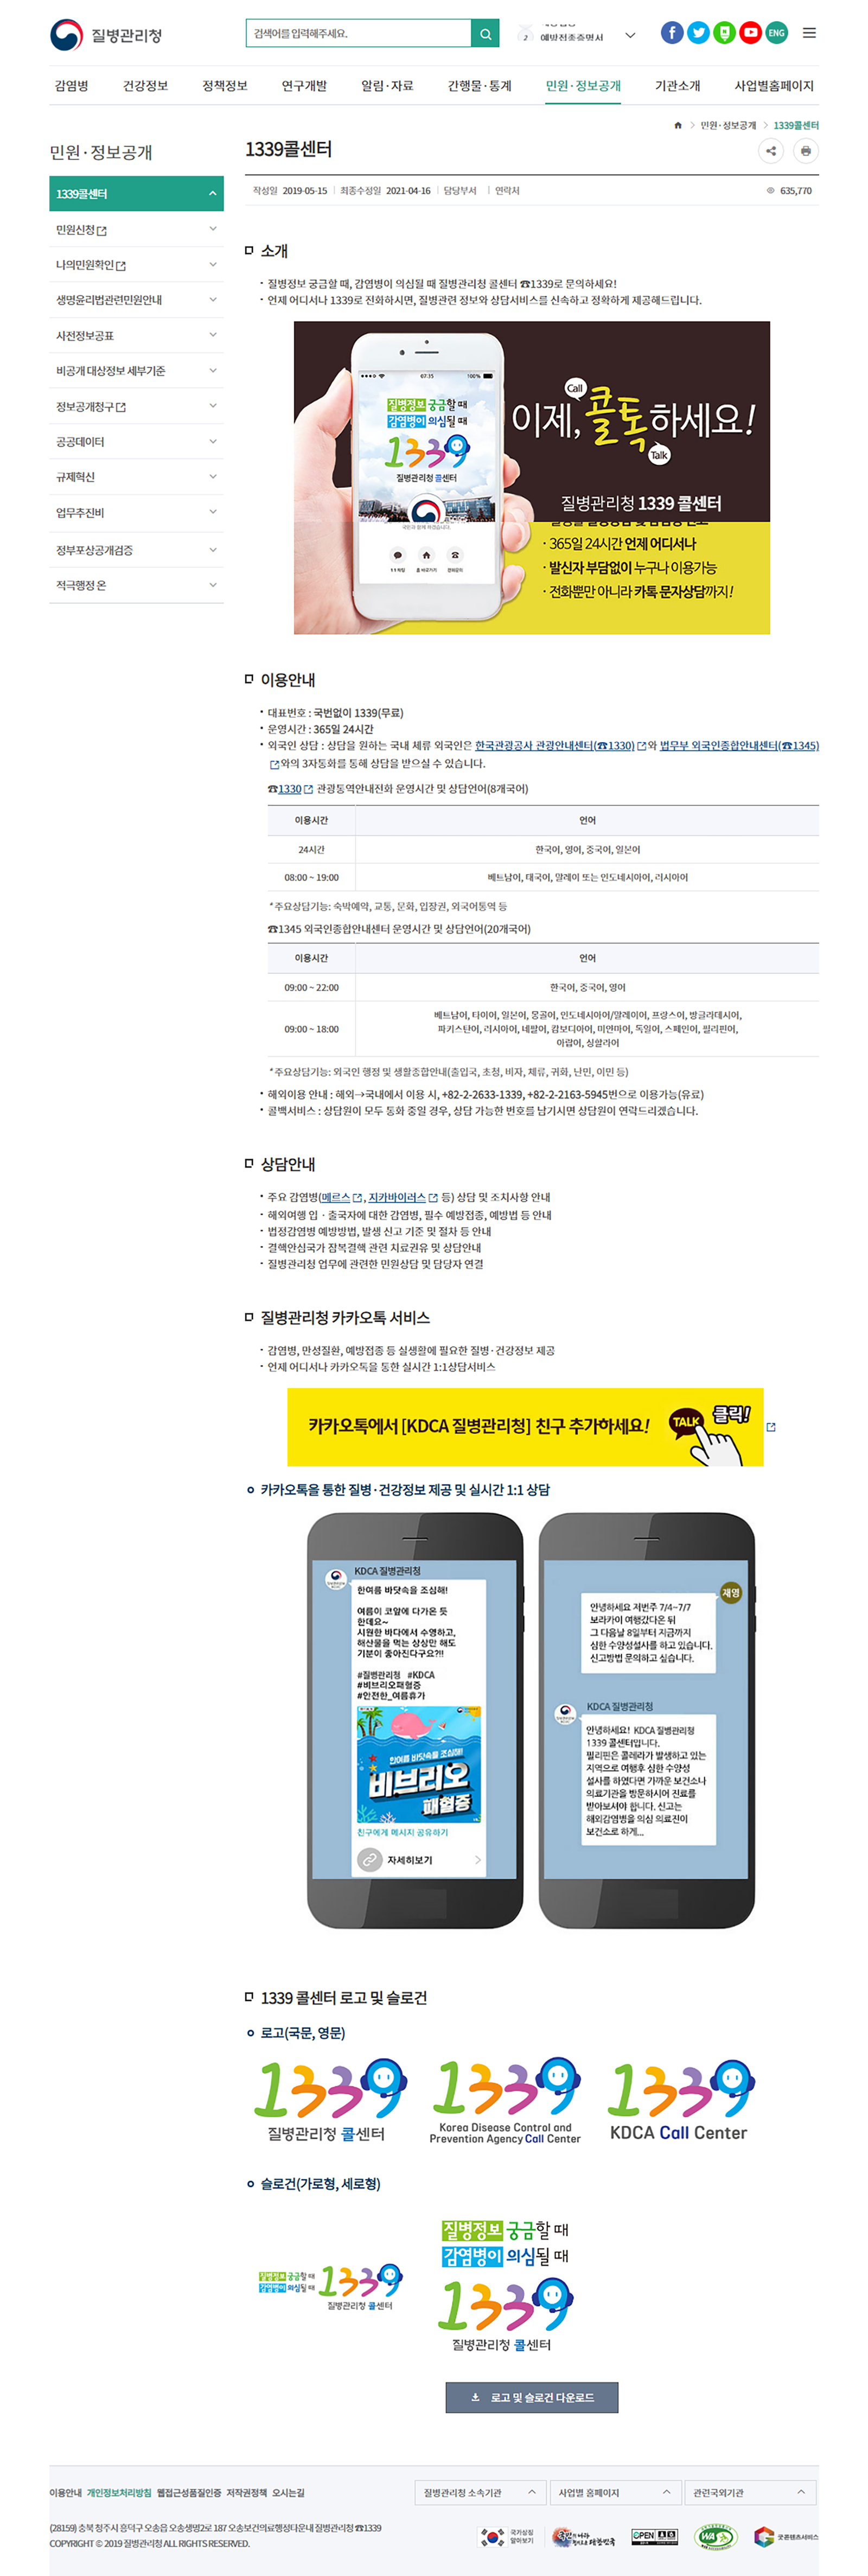 질병관리청
검색어를 입력해주세요.
2 예방접종증명서
ENG
감염병 건강정보 정책정보 연구개발 알림·자료 간행물·통계 민원·정보공개 기관소개 사업별홈페이지
민원·정보공개 1339콜센터
민원·정보공개
1339콜센터
민원신청
나의민원확인
생명윤리법관련민원안내
사전정보공표
비공개 대상정보 세부기준
정보공개청구
공공데이터
규제혁신
업무추진비
정부포상공개검증
적극행정 온
1339콜센터
작성일 2019-05-15 최종수정일 2021-04-16 담당부서 연락처 635,770
소개
· 질병정보 궁금할 때, 감염병이 의심될 때 질병관리청 콜센터 ☎1339로 문의하세요!
· 언제 어디서나 1339로 전화하시면, 질병관련 정보와 상담서비스를 신속하고 정확하게 제공해드립니다.
07:35 100%
질병정보 궁금할 때
감염병이 의심될 때
1339
질병관리청 콜센터
국민과 함께 하겠습니다.
1:1 채팅 홈 바로가기 전화문의
Call
이제, 콜톡하세요!
Talk
질병관리청 1339 콜센터
· 365일 24시간 언제 어디서나
· 발신자 부담없이 누구나 이용가능
· 전화뿐만 아니라 카톡 문자상담까지!
이용안내
· 대표번호 : 국번없이 1339(무료)
· 운영시간 : 365일 24시간
· 외국인 상담 : 상담을 원하는 국내 체류 외국인은 한국관광공사 관광안내센터(☎1330) 와 법무부 외국인종합안내센터(☎1345)
와의 3자통화를 통해 상담을 받으실 수 있습니다.
☎1330 관광통역안내전화 운영시간 및 상담언어(8개국어)
이용시간 언어
24시간 한국어, 영어, 중국어, 일본어
08:00 ~ 19:00 베트남어, 태국어, 말레이 또는 인도네시아어, 러시아어
*주요상담기능: 숙박예약, 교통, 문화, 입장권, 외국어통역 등
☎1345 외국인종합안내센터 운영시간 및 상담언어(20개국어)
이용시간 언어
09:00 ~ 22:00 한국어, 중국어, 영어
09:00 ~ 18:00 베트남어, 타이어, 일본어, 몽골어, 인도네시아어/말레이어, 프랑스어, 방글라데시어,
파키스탄어, 러시아어, 네팔어, 캄보디아어, 미얀마어, 독일어, 스페인어, 필리핀어,
아랍어, 싱할라어
*주요상담기능: 외국인 행정 및 생활종합안내(출입국, 초청, 비자, 체류, 귀화, 난민, 이민 등)
· 해외이용 안내 : 해외→국내에서 이용 시, +82-2-2633-1339, +82-2-2163-5945번으로 이용가능(유료)
· 콜백서비스 : 상담원이 모두 통화 중일 경우, 상담 가능한 번호를 남기시면 상담원이 연락드리겠습니다.
상담안내
· 주요 감염병(메르스 , 지카바이러스 등) 상담 및 조치사항 안내
· 해외여행 입 · 출국자에 대한 감염병, 필수 예방접종, 예방법 등 안내
· 법정감염병 예방방법, 발생 신고 기준 및 절차 등 안내
· 결핵안심국가 잠복결핵 관련 치료권유 및 상담안내
· 질병관리청 업무에 관련한 민원상담 및 담당자 연결
질병관리청 카카오톡 서비스
· 감염병, 만성질환, 예방접종 등 실생활에 필요한 질병·건강정보 제공
· 언제 어디서나 카카오톡을 통한 실시간 1:1상담서비스
카카오톡에서 [KDCA 질병관리청] 친구 추가하세요! TALK 클릭!
카카오톡을 통한 질병·건강정보 제공 및 실시간 1:1 상담
KDCA 질병관리청
한여름 바닷속을 조심해!
여름이 코앞에 다가온 듯
한데요~
시원한 바다에서 수영하고,
해산물을 먹는 상상만 해도
기분이 좋아진다구요?!!
#질병관리청 #KDCA
#비브리오패혈증
#안전한_여름휴가
한여름 바닷속을 조심해!
비브리오
패혈증
친구에게 메시지 공유하기
자세히보기
재영
안녕하세요 저번주 7/4~7/7
보라카이 여행갔다온 뒤
그 다음날 8일부터 지금까지
심한 수양성설사를 하고 있습니다.
신고방법 문의하고 싶습니다.
KDCA 질병관리청
안녕하세요! KDCA 질병관리청
1339 콜센터입니다.
필리핀은 콜레라가 발생하고 있는
지역으로 여행후 심한 수양성
설사를 하였다면 가까운 보건소나
의료기관을 방문하시어 진료를
받아보셔야 합니다. 신고는
해외감염병을 의심 의료진이
보건소로 하게...
1339 콜센터 로고 및 슬로건
로고(국문, 영문)
1339 1339 1339
질병관리청 콜센터
Korea Disease Control and
Prevention Agency Call Center
KDCA Call Center
슬로건(가로형, 세로형)
질병정보 궁금할 때
감염병이 의심될 때
1339
질병관리청 콜센터
질병정보 궁금할 때
감염병이 의심될 때
1339
질병관리청 콜센터
로고 및 슬로건 다운로드
이용안내 개인정보처리방침 웹접근성품질인증 저작권정책 오시는길
질병관리청 소속기관 사업별 홈페이지 관련국외기관
(28159) 충북 청주시 흥덕구 오송읍 오송생명2로 187 오송보건의료행정타운내 질병관리청 ☎1339
COPYRIGHT © 2019 질병관리청 ALL RIGHTS RESERVED.
국가상징
알아보기
OPEN
WA
굿콘텐츠서비스